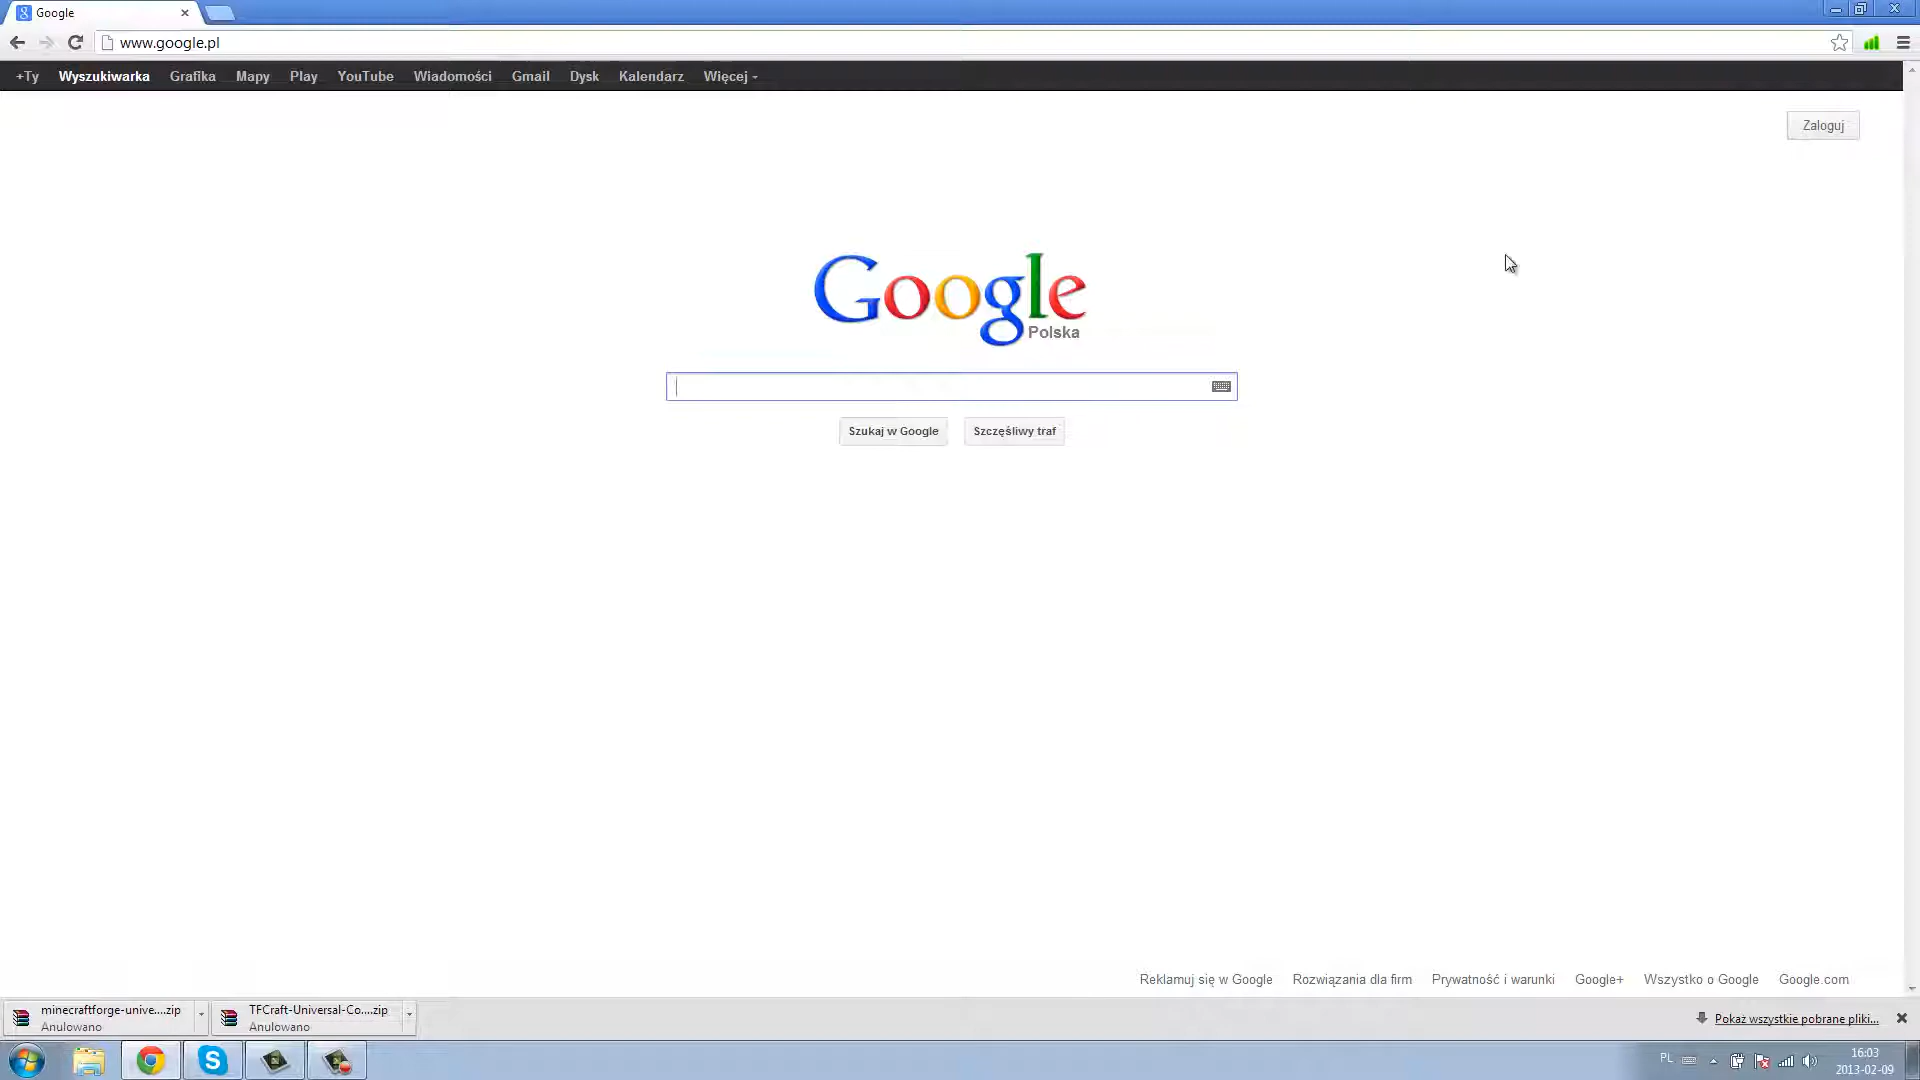 Google
www.google.pl
+Ty Wyszukiwarka Grafika Mapy Play YouTube Wiadomości Gmail Dysk Kalendarz Więcej
Zaloguj
Google
Polska
Szukaj w Google Szczęśliwy traf
Reklamuj się w Google Rozwiązania dla firm Prywatność i warunki Google+ Wszystko o Google Google.com
minecraftforge-unive....zip TFCraft-Universal-Co....zip
Anulowano Anulowano
Pokaż wszystkie pobrane pliki...
PL 16:03
2013-02-09